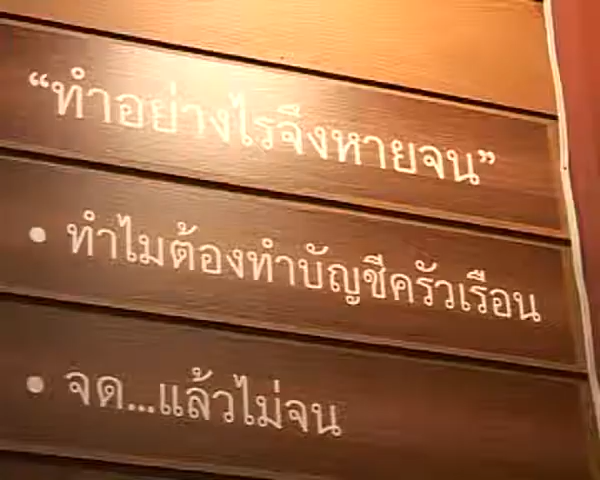 “ทำอย่างไรจึงหายจน”
• ทำไมต้องทำบัญชีครัวเรือน
• จด...แล้วไม่จน